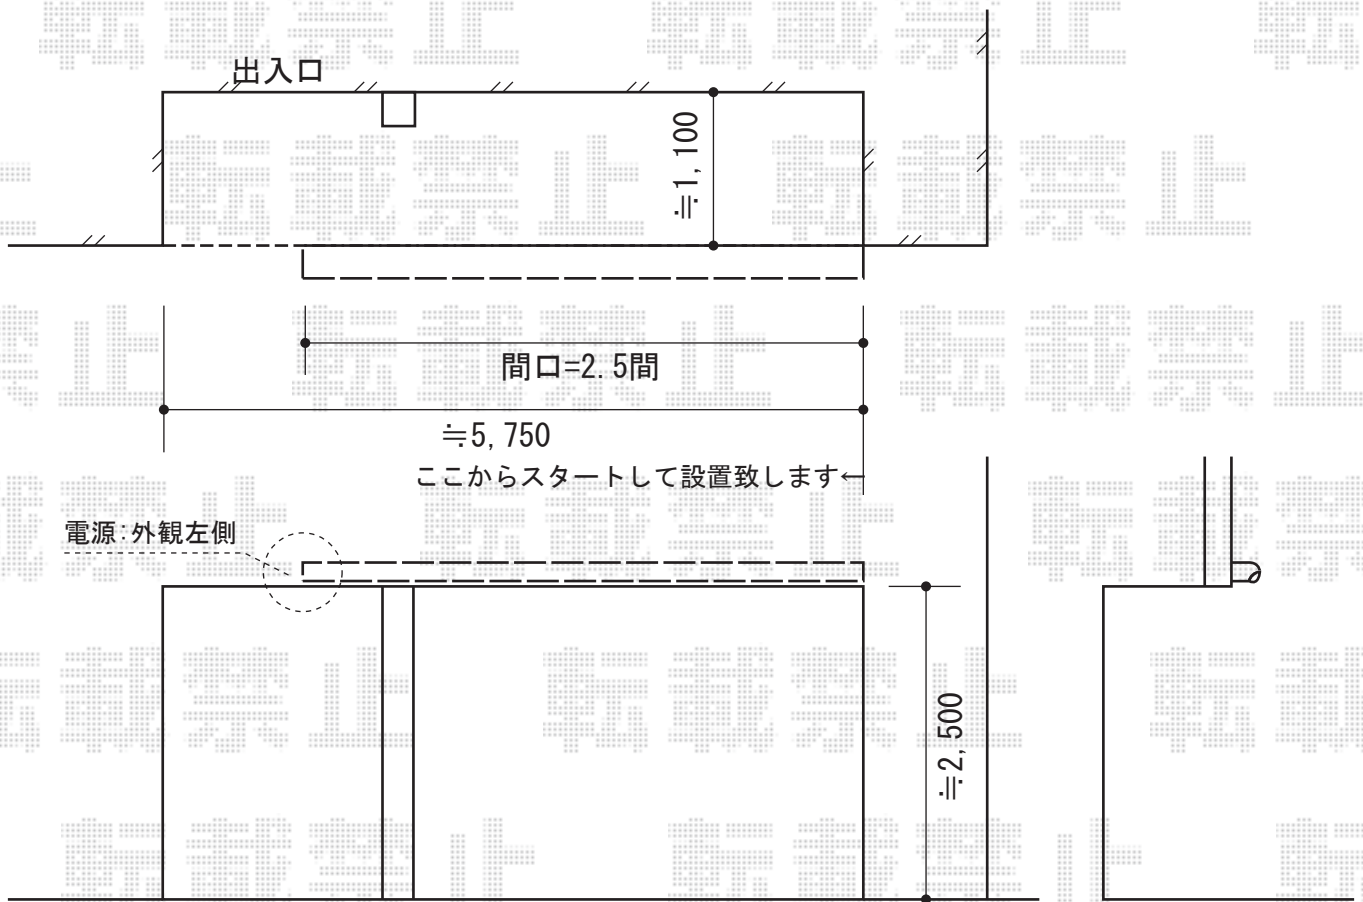 出入口
≒1,100
間口=2.5間
≒5,750
ここからスタートして設置致します←
電源:外観左側
≒2,500
転載禁止